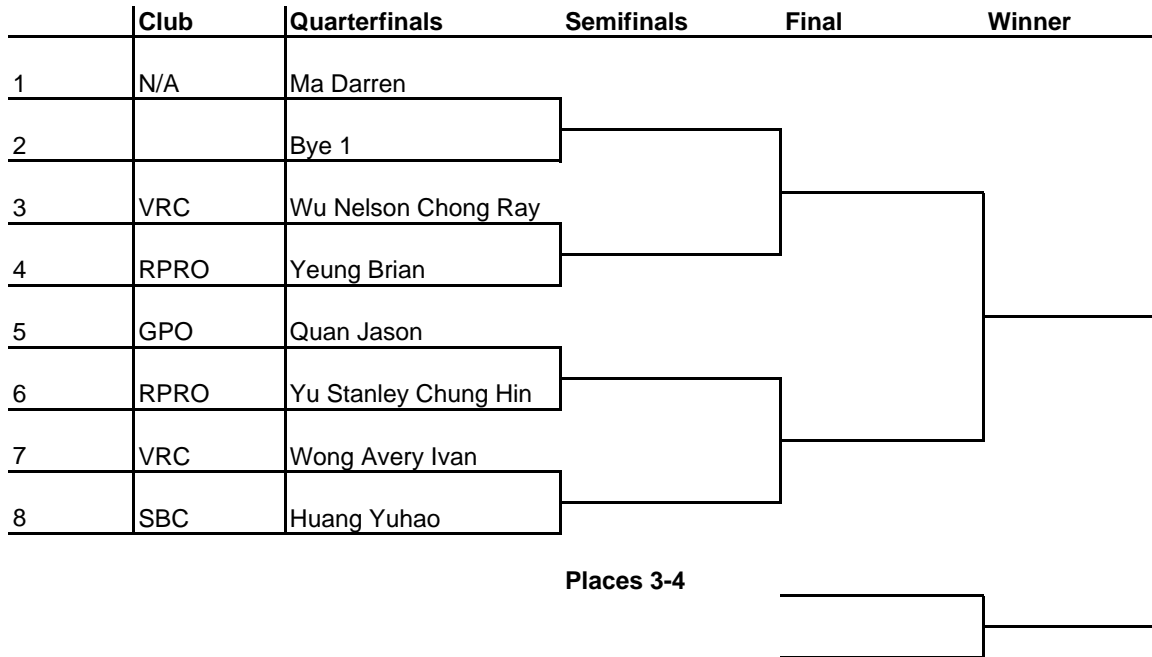 Club Quarterfinals Semifinals Final Winner
1 N/A Ma Darren
2 Bye 1
3 VRC Wu Nelson Chong Ray
4 RPRO Yeung Brian
5 GPO Quan Jason
6 RPRO Yu Stanley Chung Hin
7 VRC Wong Avery Ivan
8 SBC Huang Yuhao
Places 3-4